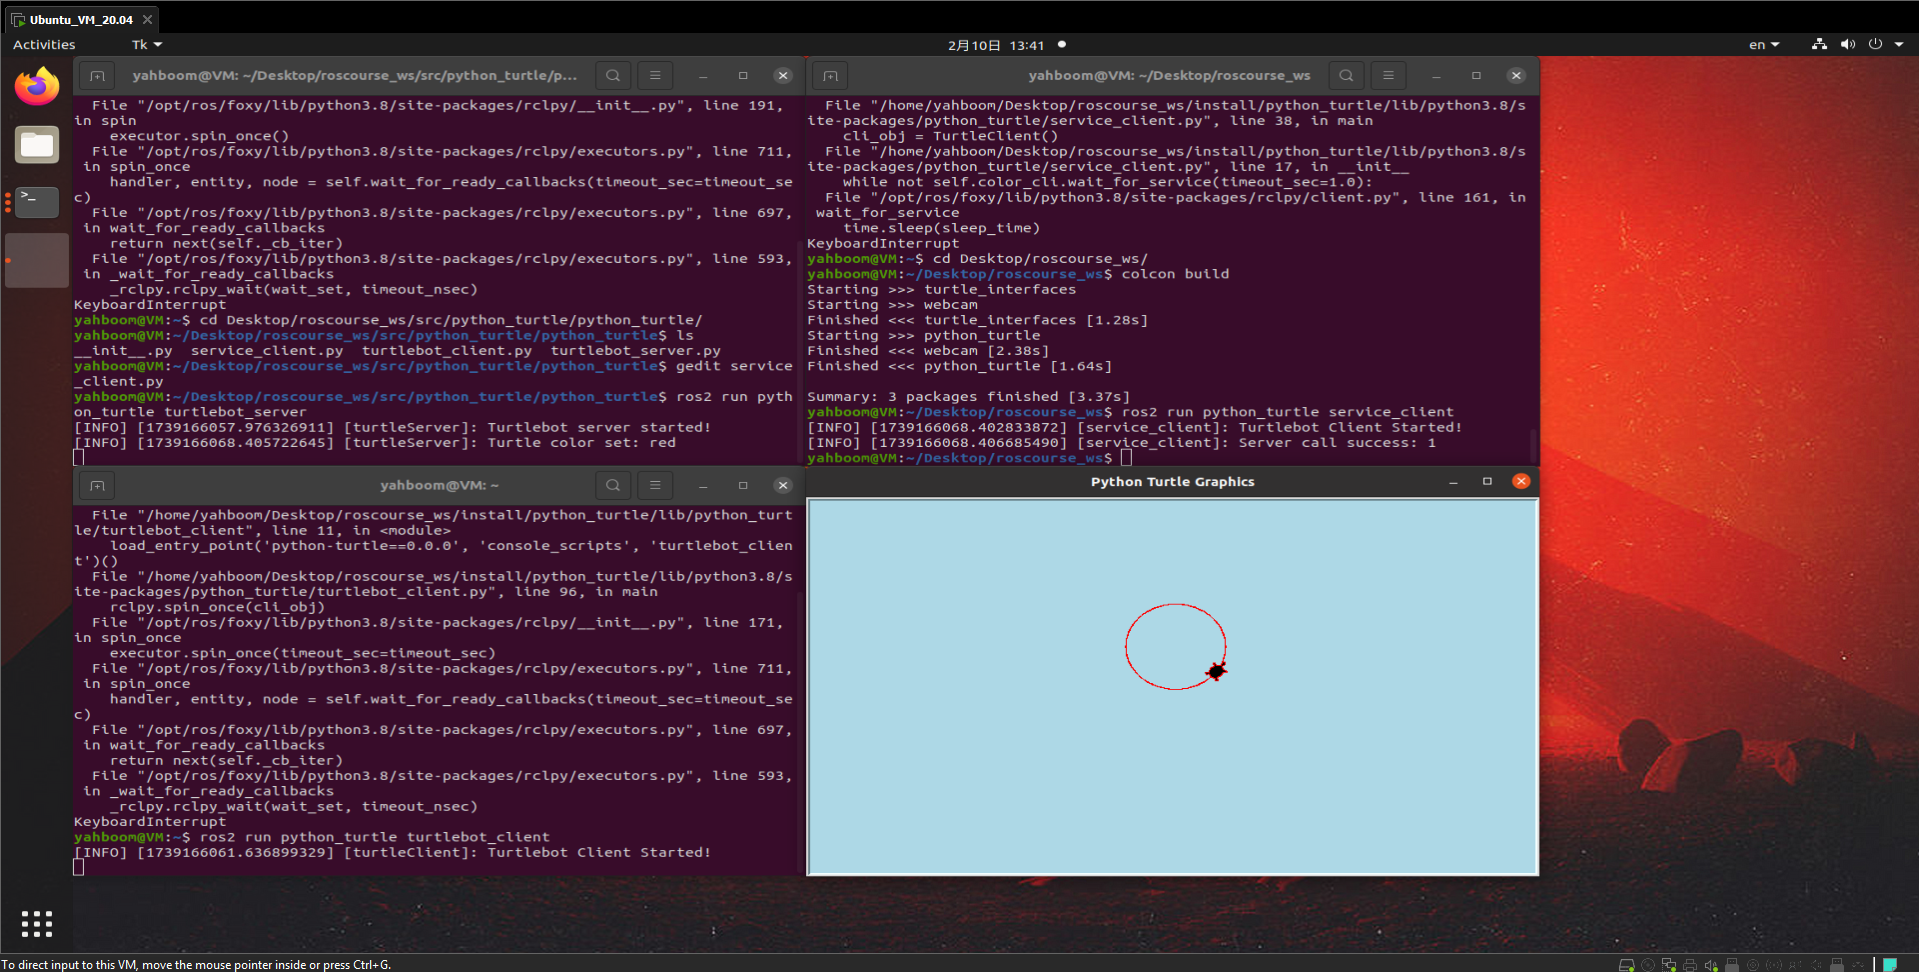 Ubuntu_VM_20.04
Activities
Tk
2月10日 13:41
en
yahboom@VM: ~/Desktop/roscourse_ws/src/python_turtle/p...
File "/opt/ros/foxy/lib/python3.8/site-packages/rclpy/__init__.py", line 191,
in spin
executor.spin_once()
File "/opt/ros/foxy/lib/python3.8/site-packages/rclpy/executors.py", line 711,
in spin_once
handler, entity, node = self.wait_for_ready_callbacks(timeout_sec=timeout_se
c)
File "/opt/ros/foxy/lib/python3.8/site-packages/rclpy/executors.py", line 697,
in wait_for_ready_callbacks
return next(self._cb_iter)
File "/opt/ros/foxy/lib/python3.8/site-packages/rclpy/executors.py", line 593,
in _wait_for_ready_callbacks
_rclpy.rclpy_wait(wait_set, timeout_nsec)
KeyboardInterrupt
yahboom@VM:~$ cd Desktop/roscourse_ws/src/python_turtle/python_turtle/
yahboom@VM:~/Desktop/roscourse_ws/src/python_turtle/python_turtle$ ls
__init__.py  service_client.py  turtlebot_client.py  turtlebot_server.py
yahboom@VM:~/Desktop/roscourse_ws/src/python_turtle/python_turtle$ gedit service
_client.py
yahboom@VM:~/Desktop/roscourse_ws/src/python_turtle/python_turtle$ ros2 run pyth
on_turtle turtlebot_server
[INFO] [1739166057.976326911] [turtleServer]: Turtlebot server started!
[INFO] [1739166068.405722645] [turtleServer]: Turtle color set: red
yahboom@VM: ~/Desktop/roscourse_ws
File "/home/yahboom/Desktop/roscourse_ws/install/python_turtle/lib/python3.8/s
ite-packages/python_turtle/service_client.py", line 38, in main
cli_obj = TurtleClient()
File "/home/yahboom/Desktop/roscourse_ws/install/python_turtle/lib/python3.8/s
ite-packages/python_turtle/service_client.py", line 17, in __init__
while not self.color_cli.wait_for_service(timeout_sec=1.0):
File "/opt/ros/foxy/lib/python3.8/site-packages/rclpy/client.py", line 161, in
wait_for_service
time.sleep(sleep_time)
KeyboardInterrupt
yahboom@VM:~$ cd Desktop/roscourse_ws/
yahboom@VM:~/Desktop/roscourse_ws$ colcon build
Starting >>> turtle_interfaces
Starting >>> webcam
Finished <<< turtle_interfaces [1.28s]
Starting >>> python_turtle
Finished <<< webcam [2.38s]
Finished <<< python_turtle [1.64s]
Summary: 3 packages finished [3.37s]
yahboom@VM:~/Desktop/roscourse_ws$ ros2 run python_turtle service_client
[INFO] [1739166068.402833872] [service_client]: Turtlebot Client Started!
[INFO] [1739166068.406685490] [service_client]: Server call success: 1
yahboom@VM:~/Desktop/roscourse_ws$
yahboom@VM: ~
File "/home/yahboom/Desktop/roscourse_ws/install/python_turtle/lib/python_turt
le/turtlebot_client", line 11, in <module>
load_entry_point('python-turtle==0.0.0', 'console_scripts', 'turtlebot_clien
t')()
File "/home/yahboom/Desktop/roscourse_ws/install/python_turtle/lib/python3.8/s
ite-packages/python_turtle/turtlebot_client.py", line 96, in main
rclpy.spin_once(cli_obj)
File "/opt/ros/foxy/lib/python3.8/site-packages/rclpy/__init__.py", line 171,
in spin_once
executor.spin_once(timeout_sec=timeout_sec)
File "/opt/ros/foxy/lib/python3.8/site-packages/rclpy/executors.py", line 711,
in spin_once
handler, entity, node = self.wait_for_ready_callbacks(timeout_sec=timeout_se
c)
File "/opt/ros/foxy/lib/python3.8/site-packages/rclpy/executors.py", line 697,
in wait_for_ready_callbacks
return next(self._cb_iter)
File "/opt/ros/foxy/lib/python3.8/site-packages/rclpy/executors.py", line 593,
in _wait_for_ready_callbacks
_rclpy.rclpy_wait(wait_set, timeout_nsec)
KeyboardInterrupt
yahboom@VM:~$ ros2 run python_turtle turtlebot_client
[INFO] [1739166061.636899329] [turtleClient]: Turtlebot Client Started!
Python Turtle Graphics
To direct input to this VM, move the mouse pointer inside or press Ctrl+G.